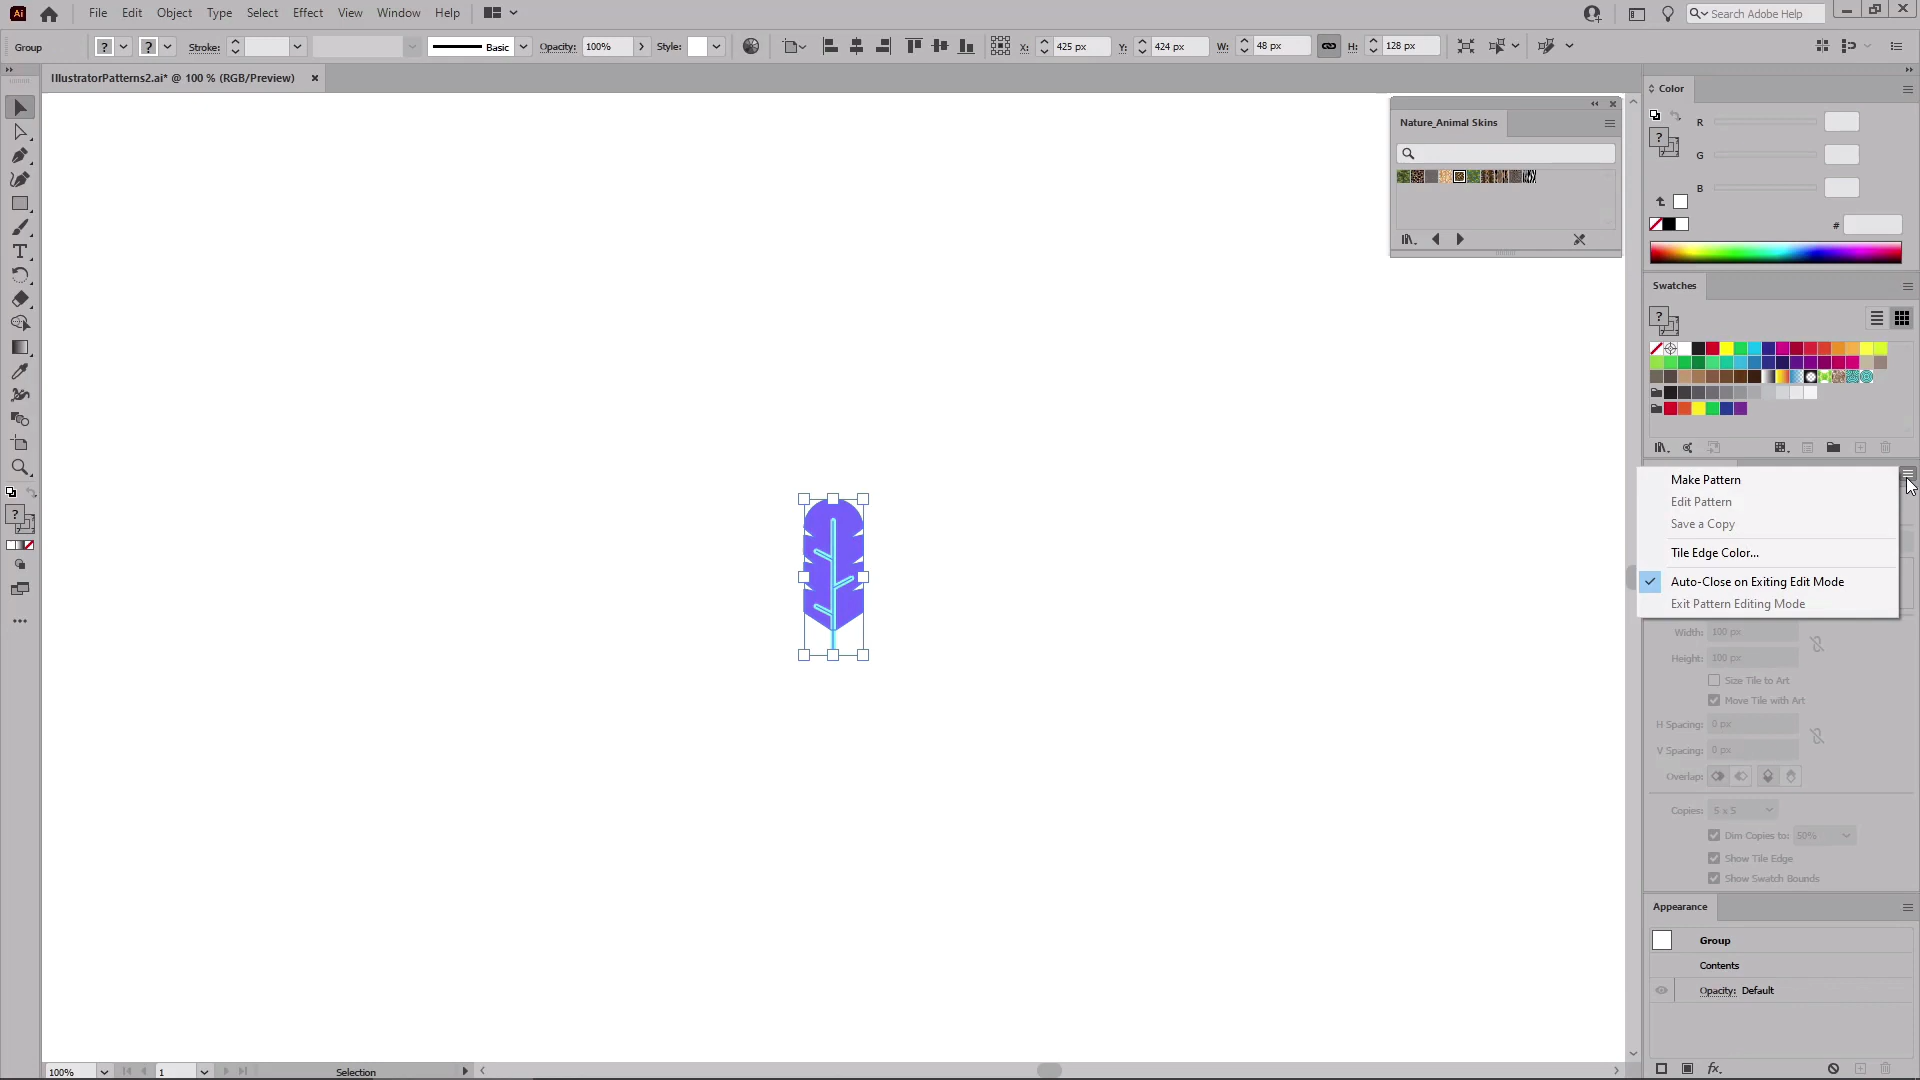 Ai File Edit Object Type Select Effect View Window Help Search Adobe Help
Group ? ? Stroke: Basic Opacity: 100% Style: X: 425 px Y: 424 px W: 48 px H: 128 px
IllustratorPatterns2.ai* @ 100 % (RGB/Preview)
Color
Nature_Animal Skins
R
G
B
?
#
Swatches
?
Make Pattern
Edit Pattern
Save a Copy
Tile Edge Color...
Auto-Close on Exiting Edit Mode
Exit Pattern Editing Mode
?
Width: 100 px
Height: 100 px
Size Tile to Art
Move Tile with Art
H Spacing: 0 px
V Spacing: 0 px
Overlap:
Copies: 5 x 5
Dim Copies to: 50%
Show Tile Edge
Show Swatch Bounds
Appearance
Group
Contents
Opacity: Default
100% 1 Selection
fx.